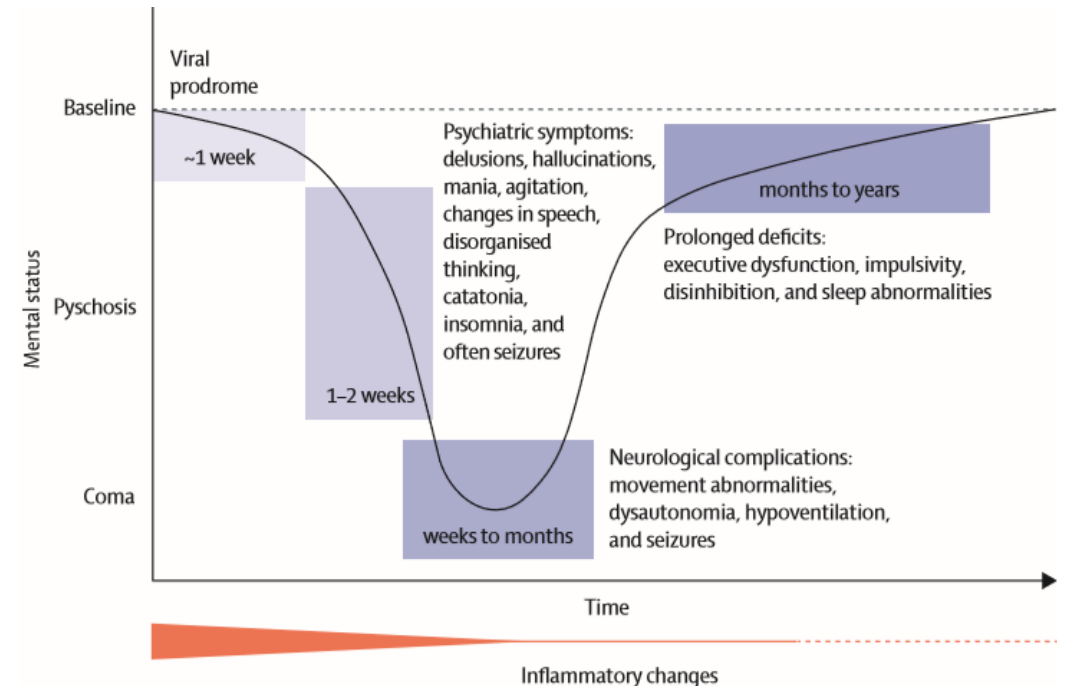 Viral
prodrome
Baseline
~1 week
Psychiatric symptoms:
delusions, hallucinations,
mania, agitation,
changes in speech,
disorganised
thinking,
catatonia,
insomnia, and
often seizures
months to years
Prolonged deficits:
executive dysfunction, impulsivity,
disinhibition, and sleep abnormalities
Mental status
Pyschosis
1–2 weeks
Neurological complications:
movement abnormalities,
dysautonomia, hypoventilation,
and seizures
Coma
weeks to months
Time
Inflammatory changes